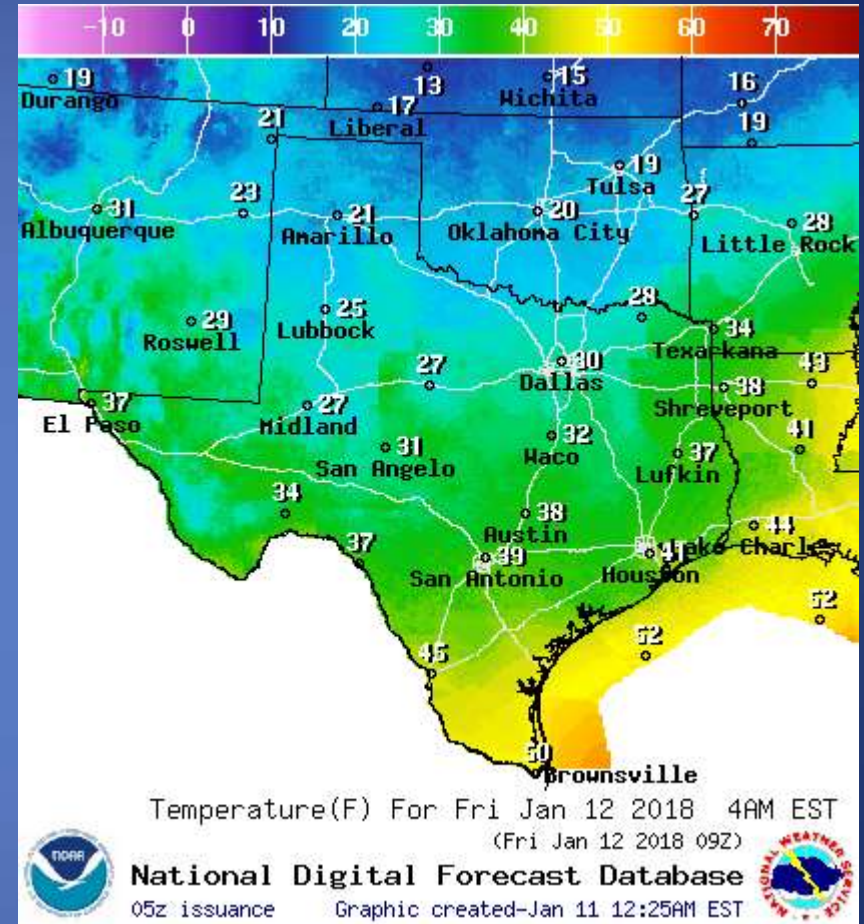 -10 0 10 20 30 40 50 60 70
19 Durango
13
15 Wichita
16
17 Liberal
21
19
19 Tulsa
31 Albuquerque
23
21 Amarillo
20 Oklahoma City
27
28 Little Rock
29 Roswell
25 Lubbock
28
34 Texarkana
30 Dallas
43
27
38 Shreveport
37 El Paso
27 Midland
31 San Angelo
32 Waco
37 Lufkin
41
34
38 Austin
44 Lake Charles
37
39 San Antonio
41 Houston
52
52
45
50 Brownsville
Temperature(F) For Fri Jan 12 2018 4AM EST
(Fri Jan 12 2018 09Z)
NOAA
NATIONAL WEATHER SERVICE
National Digital Forecast Database
05z issuance Graphic created-Jan 11 12:25AM EST